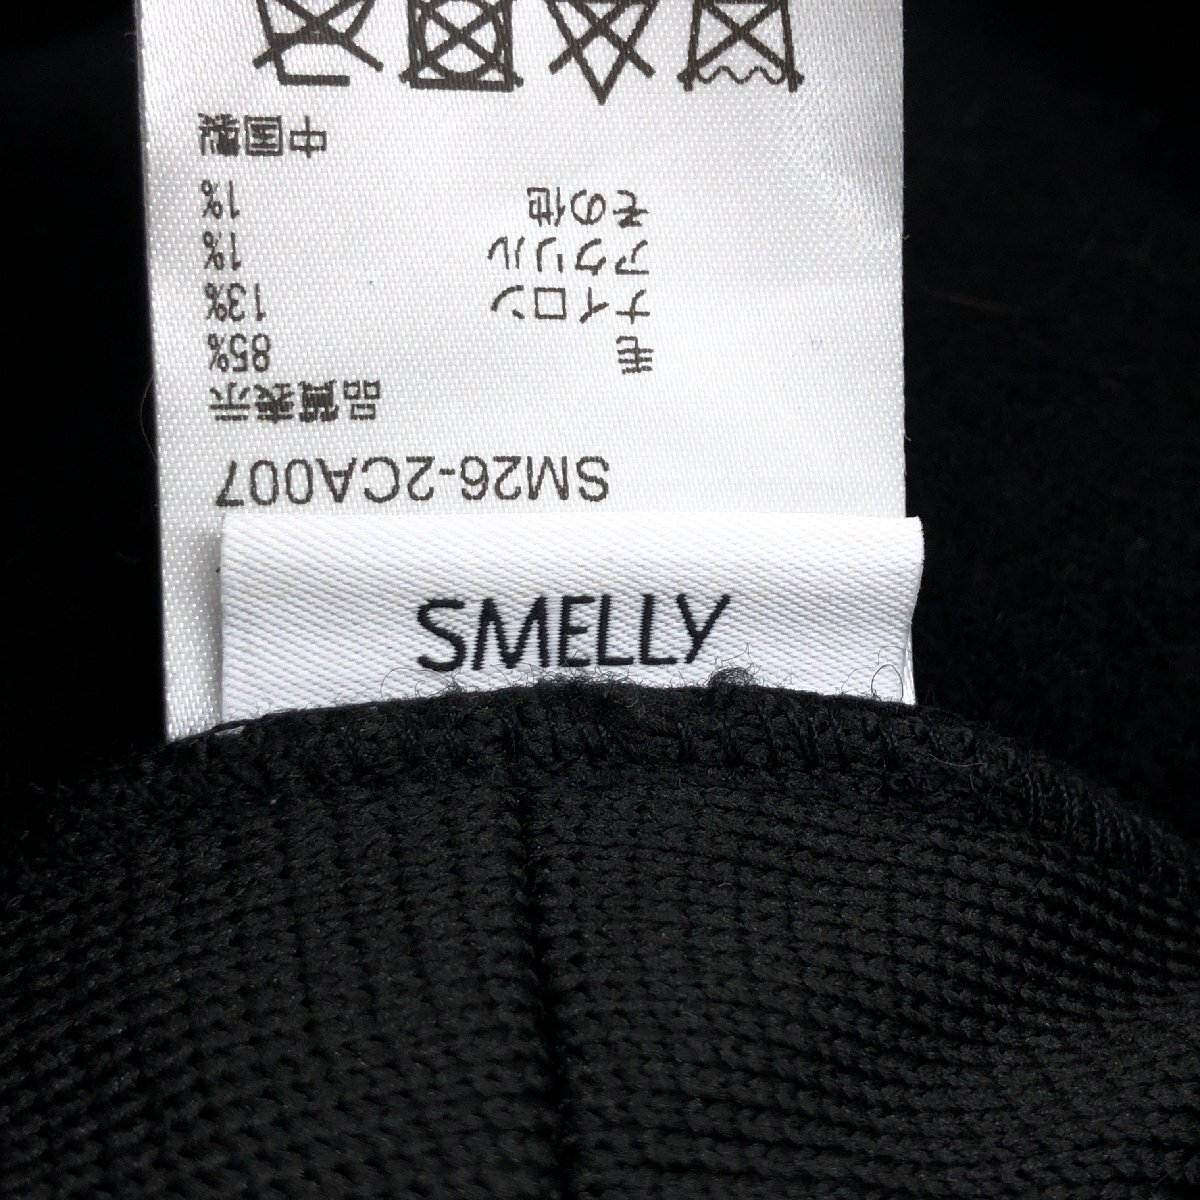 SMELLY
SM26-2CA007
品質表示
毛 85%
ナイロン 13%
アクリル 1%
その他 1%
中国製